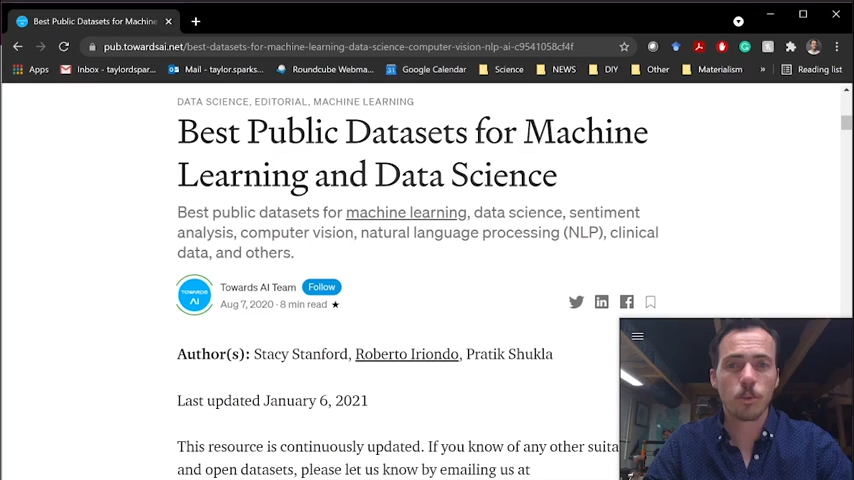 Best Public Datasets for Machine
pub.towardsai.net/best-datasets-for-machine-learning-data-science-computer-vision-nlp-ai-c9541058cf4f
Apps Inbox - taylordspar... Mail - taylor.sparks... Roundcube Webma... Google Calendar Science NEWS DIY Other Materialism » Reading list
DATA SCIENCE, EDITORIAL, MACHINE LEARNING
Best Public Datasets for Machine
Learning and Data Science
Best public datasets for machine learning, data science, sentiment
analysis, computer vision, natural language processing (NLP), clinical
data, and others.
TOWARDS
AI
Towards AI Team Follow
Aug 7, 2020 · 8 min read ★
Author(s): Stacy Stanford, Roberto Iriondo, Pratik Shukla
Last updated January 6, 2021
This resource is continuously updated. If you know of any other suita
and open datasets, please let us know by emailing us at